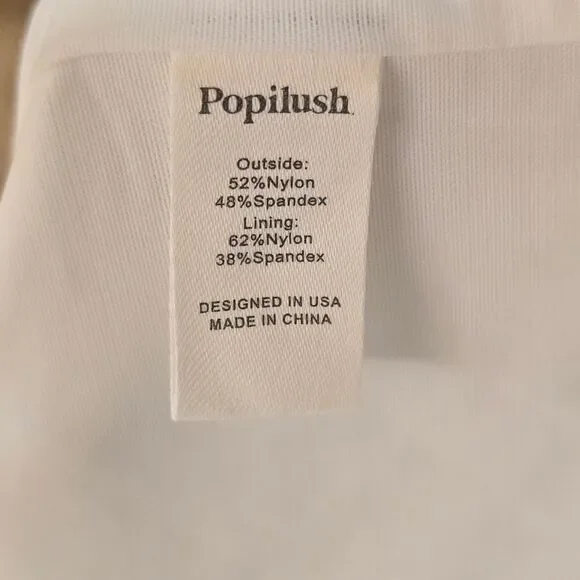 Popilush
Outside:
52%Nylon
48%Spandex
Lining:
62%Nylon
38%Spandex
DESIGNED IN USA
MADE IN CHINA